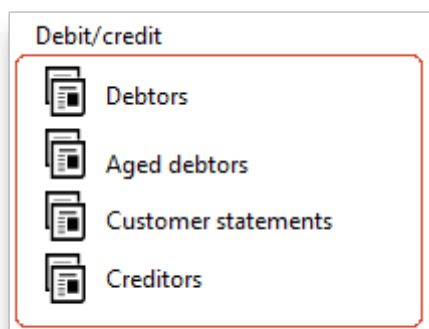 Debit/credit
Debtors
Aged debtors
Customer statements
Creditors